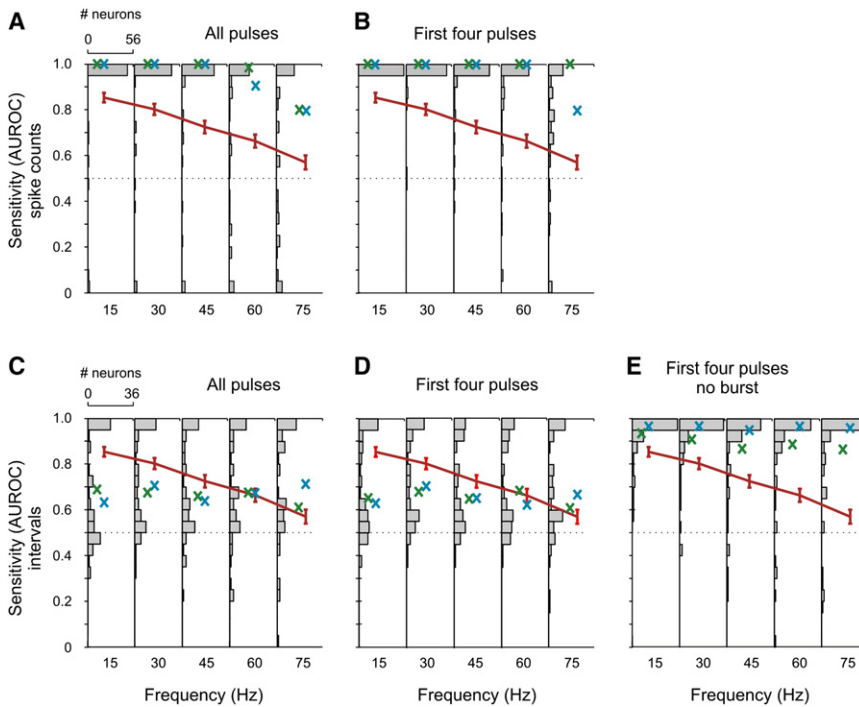 A
# neurons
0 56
All pulses
B
First four pulses
Sensitivity (AUROC)
spike counts
1.0
0.8
0.6
0.4
0.2
0
15 30 45 60 75
15 30 45 60 75
C
# neurons
0 36
All pulses
D
First four pulses
E
First four pulses
no burst
Sensitivity (AUROC)
intervals
1.0
0.8
0.6
0.4
0.2
0
15 30 45 60 75
15 30 45 60 75
15 30 45 60 75
Frequency (Hz)
Frequency (Hz)
Frequency (Hz)